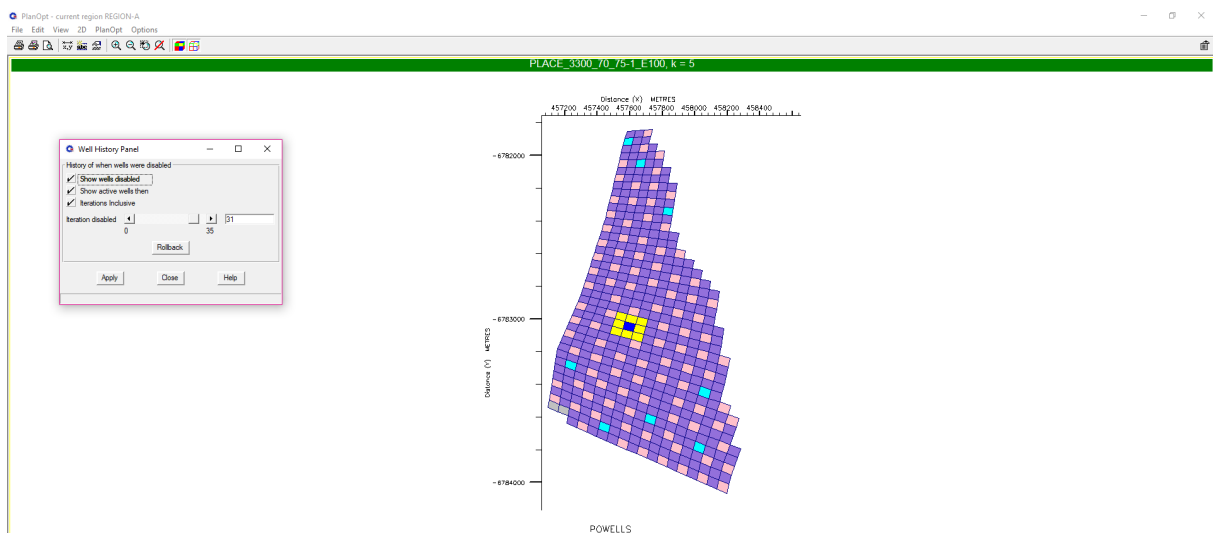 PlanOpt - current region REGION-A
File Edit View 2D PlanOpt Options
PLACE_3300_70_75-1_E100, k = 5
Distance (X) METRES
457200 457400 457600 457800 458000 458200 458400
Well History Panel
History of when wells were disabled
Show wells disabled
Show active wells then
Iterations Inclusive
Iteration disabled 31
0 35
Rollback
Apply Close Help
-6782000
-6783000
Distance (Y) METRES
-6784000
POWELLS